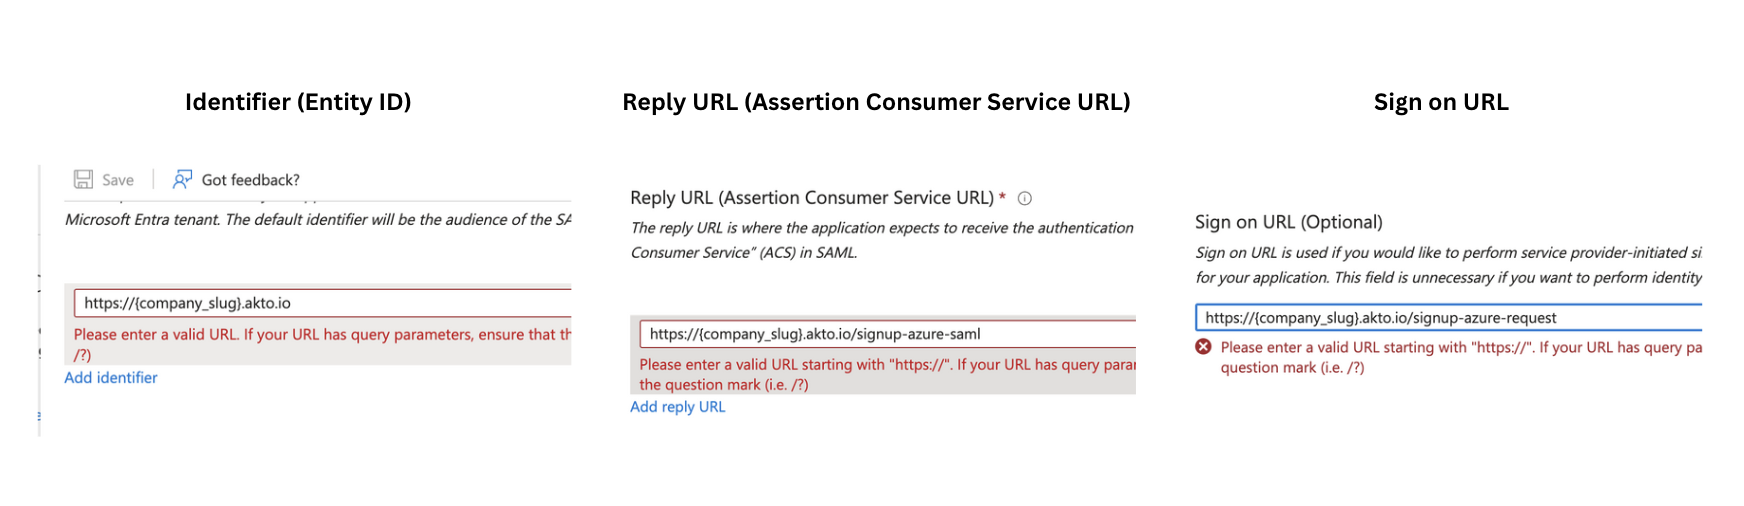 Identifier (Entity ID)
Save
Got feedback?
Microsoft Entra tenant. The default identifier will be the audience of the SA
https://{company_slug}.akto.io
Please enter a valid URL. If your URL has query parameters, ensure that th
/?)
Add identifier
Reply URL (Assertion Consumer Service URL)
Reply URL (Assertion Consumer Service URL) *
The reply URL is where the application expects to receive the authentication
Consumer Service" (ACS) in SAML.
https://{company_slug}.akto.io/signup-azure-saml
Please enter a valid URL starting with "https://". If your URL has query para
the question mark (i.e. /?)
Add reply URL
Sign on URL
Sign on URL (Optional)
Sign on URL is used if you would like to perform service provider-initiated si
for your application. This field is unnecessary if you want to perform identity
https://{company_slug}.akto.io/signup-azure-request
Please enter a valid URL starting with "https://". If your URL has query pa
question mark (i.e. /?)